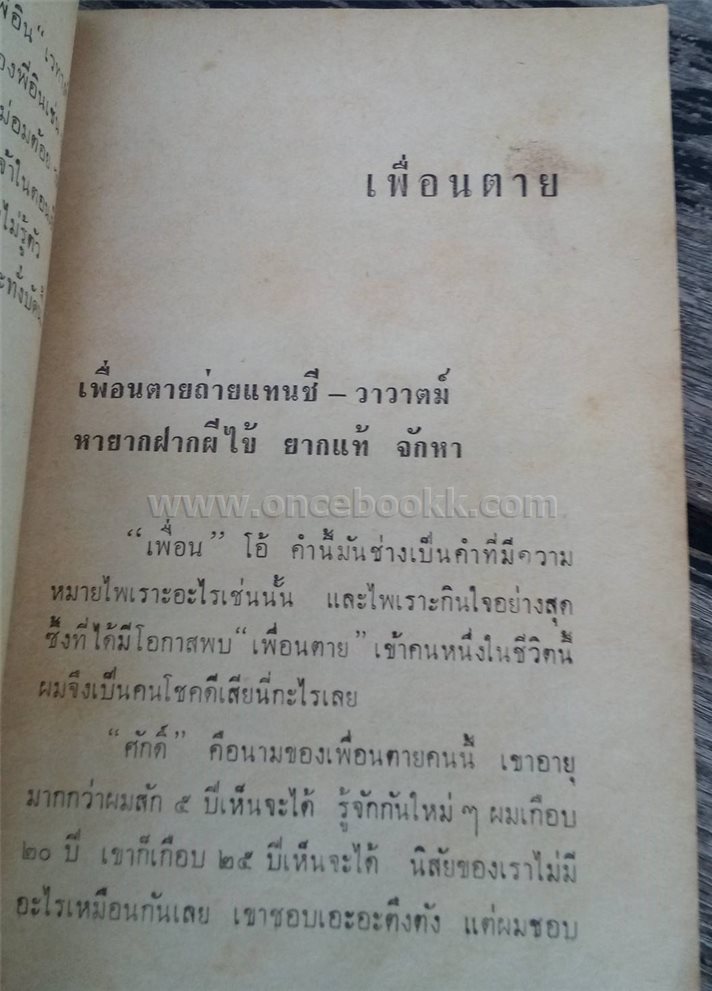 เพื่อนตาย
เพื่อนตายถ่ายแทนชี – วาวาตม์
หายากฝากผีไข้ ยากแท้ จักหา
www.oncebookk.com
“เพื่อน” โอ้ คำนี้มันช่างเป็นคำที่มีความ
หมายไพเราะอะไรเช่นนั้น และไพเราะกินใจอย่างสุด
ซึ้งที่ได้มีโอกาสพบ “เพื่อนตาย” เข้าคนหนึ่งในชีวิตนี้
ผมจึงเป็นคนโชคดีเสียนี่กะไรเลย
“ศักดิ์” คือนามของเพื่อนตายคนนี้ เขาอายุ
มากกว่าผมสัก ๕ ปีเห็นจะได้ รู้จักกันใหม่ ๆ ผมเกือบ
๒๐ ปี เขาก็เกือบ ๒๕ ปีเห็นจะได้ นิสัยของเราไม่มี
อะไรเหมือนกันเลย เขาชอบเอะอะตึงตัง แต่ผมชอบ